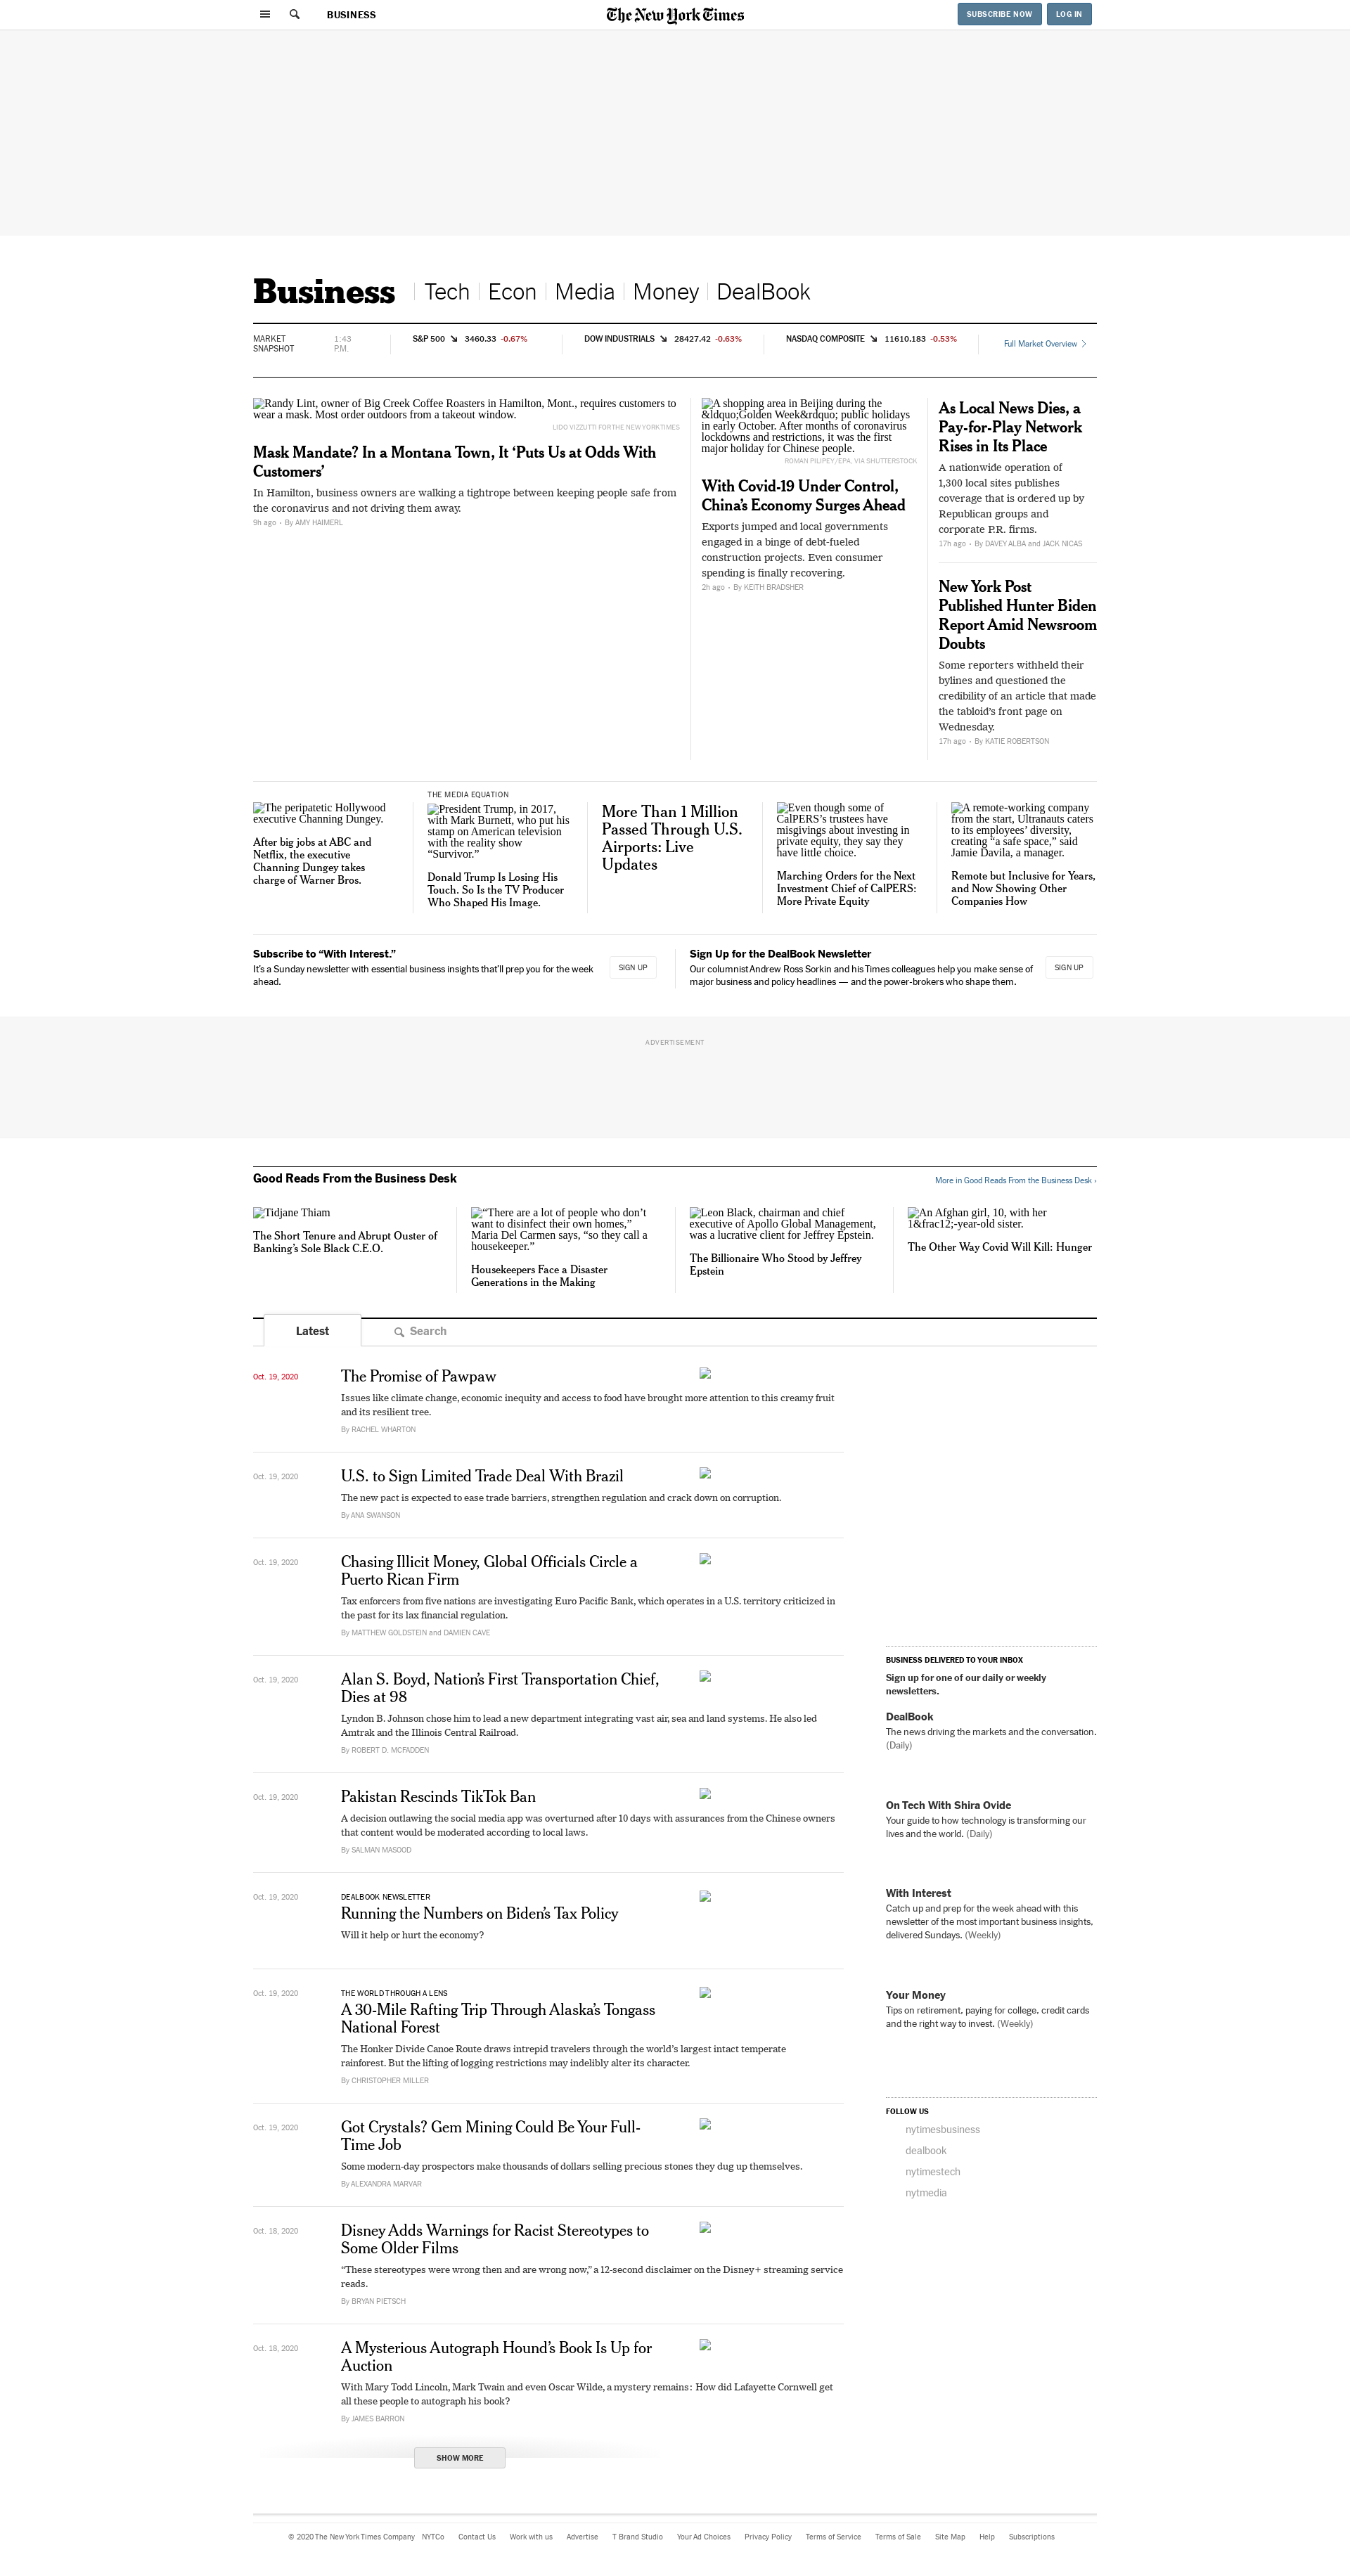 BUSINESS
The New York Times
SUBSCRIBE NOW
LOG IN
Business
Tech
Econ
Media
Money
DealBook
MARKET
SNAPSHOT
1:43
P.M.
S&P 500 3460.33 -0.67%
DOW INDUSTRIALS 28427.42 -0.63%
NASDAQ COMPOSITE 11610.183 -0.53%
Full Market Overview
Randy Lint, owner of Big Creek Coffee Roasters in Hamilton, Mont., requires customers to
wear a mask. Most order outdoors from a takeout window.
LIDO VIZZUTTI FOR THE NEW YORK TIMES
Mask Mandate? In a Montana Town, It ‘Puts Us at Odds With
Customers’
In Hamilton, business owners are walking a tightrope between keeping people safe from
the coronavirus and not driving them away.
9h ago • By AMY HAIMERL
A shopping area in Beijing during the
&ldquo;Golden Week&rdquo; public holidays
in early October. After months of coronavirus
lockdowns and restrictions, it was the first
major holiday for Chinese people.
ROMAN PILIPEY/EPA, VIA SHUTTERSTOCK
With Covid-19 Under Control,
China’s Economy Surges Ahead
Exports jumped and local governments
engaged in a binge of debt-fueled
construction projects. Even consumer
spending is finally recovering.
2h ago • By KEITH BRADSHER
As Local News Dies, a
Pay-for-Play Network
Rises in Its Place
A nationwide operation of
1,300 local sites publishes
coverage that is ordered up by
Republican groups and
corporate P.R. firms.
17h ago • By DAVEY ALBA and JACK NICAS
New York Post
Published Hunter Biden
Report Amid Newsroom
Doubts
Some reporters withheld their
bylines and questioned the
credibility of an article that made
the tabloid’s front page on
Wednesday.
17h ago • By KATIE ROBERTSON
The peripatetic Hollywood
executive Channing Dungey.
After big jobs at ABC and
Netflix, the executive
Channing Dungey takes
charge of Warner Bros.
THE MEDIA EQUATION
President Trump, in 2017,
with Mark Burnett, who put his
stamp on American television
with the reality show
“Survivor.”
Donald Trump Is Losing His
Touch. So Is the TV Producer
Who Shaped His Image.
More Than 1 Million
Passed Through U.S.
Airports: Live
Updates
Even though some of
CalPERS’s trustees have
misgivings about investing in
private equity, they say they
have little choice.
Marching Orders for the Next
Investment Chief of CalPERS:
More Private Equity
A remote-working company
from the start, Ultranauts caters
to its employees’ diversity,
creating “a safe space,” said
Jamie Davila, a manager.
Remote but Inclusive for Years,
and Now Showing Other
Companies How
Subscribe to “With Interest.”
It’s a Sunday newsletter with essential business insights that’ll prep you for the week
ahead.
SIGN UP
Sign Up for the DealBook Newsletter
Our columnist Andrew Ross Sorkin and his Times colleagues help you make sense of
major business and policy headlines — and the power-brokers who shape them.
SIGN UP
ADVERTISEMENT
Good Reads From the Business Desk
More in Good Reads From the Business Desk ›
Tidjane Thiam
The Short Tenure and Abrupt Ouster of
Banking’s Sole Black C.E.O.
“There are a lot of people who don’t
want to disinfect their own homes,”
Maria Del Carmen says, “so they call a
housekeeper.”
Housekeepers Face a Disaster
Generations in the Making
Leon Black, chairman and chief
executive of Apollo Global Management,
was a lucrative client for Jeffrey Epstein.
The Billionaire Who Stood by Jeffrey
Epstein
An Afghan girl, 10, with her
1&frac12;-year-old sister.
The Other Way Covid Will Kill: Hunger
Latest
Search
Oct. 19, 2020
The Promise of Pawpaw
Issues like climate change, economic inequity and access to food have brought more attention to this creamy fruit
and its resilient tree.
By RACHEL WHARTON
Oct. 19, 2020
U.S. to Sign Limited Trade Deal With Brazil
The new pact is expected to ease trade barriers, strengthen regulation and crack down on corruption.
By ANA SWANSON
Oct. 19, 2020
Chasing Illicit Money, Global Officials Circle a
Puerto Rican Firm
Tax enforcers from five nations are investigating Euro Pacific Bank, which operates in a U.S. territory criticized in
the past for its lax financial regulation.
By MATTHEW GOLDSTEIN and DAMIEN CAVE
Oct. 19, 2020
Alan S. Boyd, Nation’s First Transportation Chief,
Dies at 98
Lyndon B. Johnson chose him to lead a new department integrating vast air, sea and land systems. He also led
Amtrak and the Illinois Central Railroad.
By ROBERT D. MCFADDEN
Oct. 19, 2020
Pakistan Rescinds TikTok Ban
A decision outlawing the social media app was overturned after 10 days with assurances from the Chinese owners
that content would be moderated according to local laws.
By SALMAN MASOOD
Oct. 19, 2020
DEALBOOK NEWSLETTER
Running the Numbers on Biden’s Tax Policy
Will it help or hurt the economy?
Oct. 19, 2020
THE WORLD THROUGH A LENS
A 30-Mile Rafting Trip Through Alaska’s Tongass
National Forest
The Honker Divide Canoe Route draws intrepid travelers through the world’s largest intact temperate
rainforest. But the lifting of logging restrictions may indelibly alter its character.
By CHRISTOPHER MILLER
Oct. 19, 2020
Got Crystals? Gem Mining Could Be Your Full-
Time Job
Some modern-day prospectors make thousands of dollars selling precious stones they dug up themselves.
By ALEXANDRA MARVAR
Oct. 18, 2020
Disney Adds Warnings for Racist Stereotypes to
Some Older Films
“These stereotypes were wrong then and are wrong now,” a 12-second disclaimer on the Disney+ streaming service
reads.
By BRYAN PIETSCH
Oct. 18, 2020
A Mysterious Autograph Hound’s Book Is Up for
Auction
With Mary Todd Lincoln, Mark Twain and even Oscar Wilde, a mystery remains: How did Lafayette Cornwell get
all these people to autograph his book?
By JAMES BARRON
SHOW MORE
BUSINESS DELIVERED TO YOUR INBOX
Sign up for one of our daily or weekly
newsletters.
DealBook
The news driving the markets and the conversation.
(Daily)
On Tech With Shira Ovide
Your guide to how technology is transforming our
lives and the world. (Daily)
With Interest
Catch up and prep for the week ahead with this
newsletter of the most important business insights,
delivered Sundays. (Weekly)
Your Money
Tips on retirement, paying for college, credit cards
and the right way to invest. (Weekly)
FOLLOW US
nytimesbusiness
dealbook
nytimestech
nytmedia
© 2020 The New York Times Company NYTCo Contact Us Work with us Advertise T Brand Studio Your Ad Choices Privacy Policy Terms of Service Terms of Sale Site Map Help Subscriptions